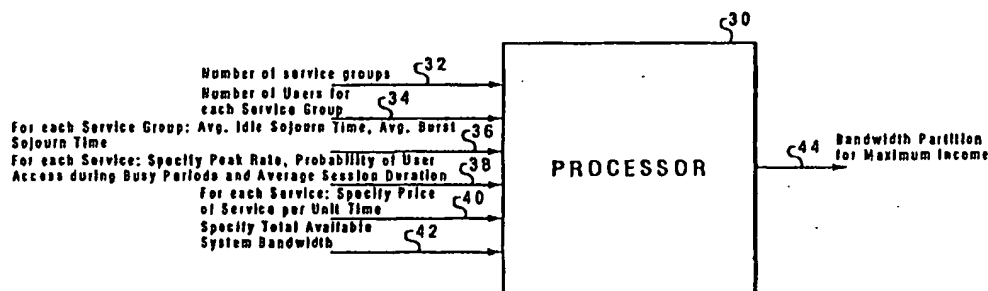 30
32
Number of service groups
34
Number of Users for
each Service Group
36
For each Service Group: Avg. Idle Sojourn Time, Avg. Burst
Sojourn Time
38
For each Service: Specify Peak Rate, Probability of User
Access during Busy Periods and Average Session Duration
40
For each Service: Specify Price
of Service per Unit Time
42
Specify Total Available
System Bandwidth
PROCESSOR
44
Bandwidth Partition
for Maximum Income